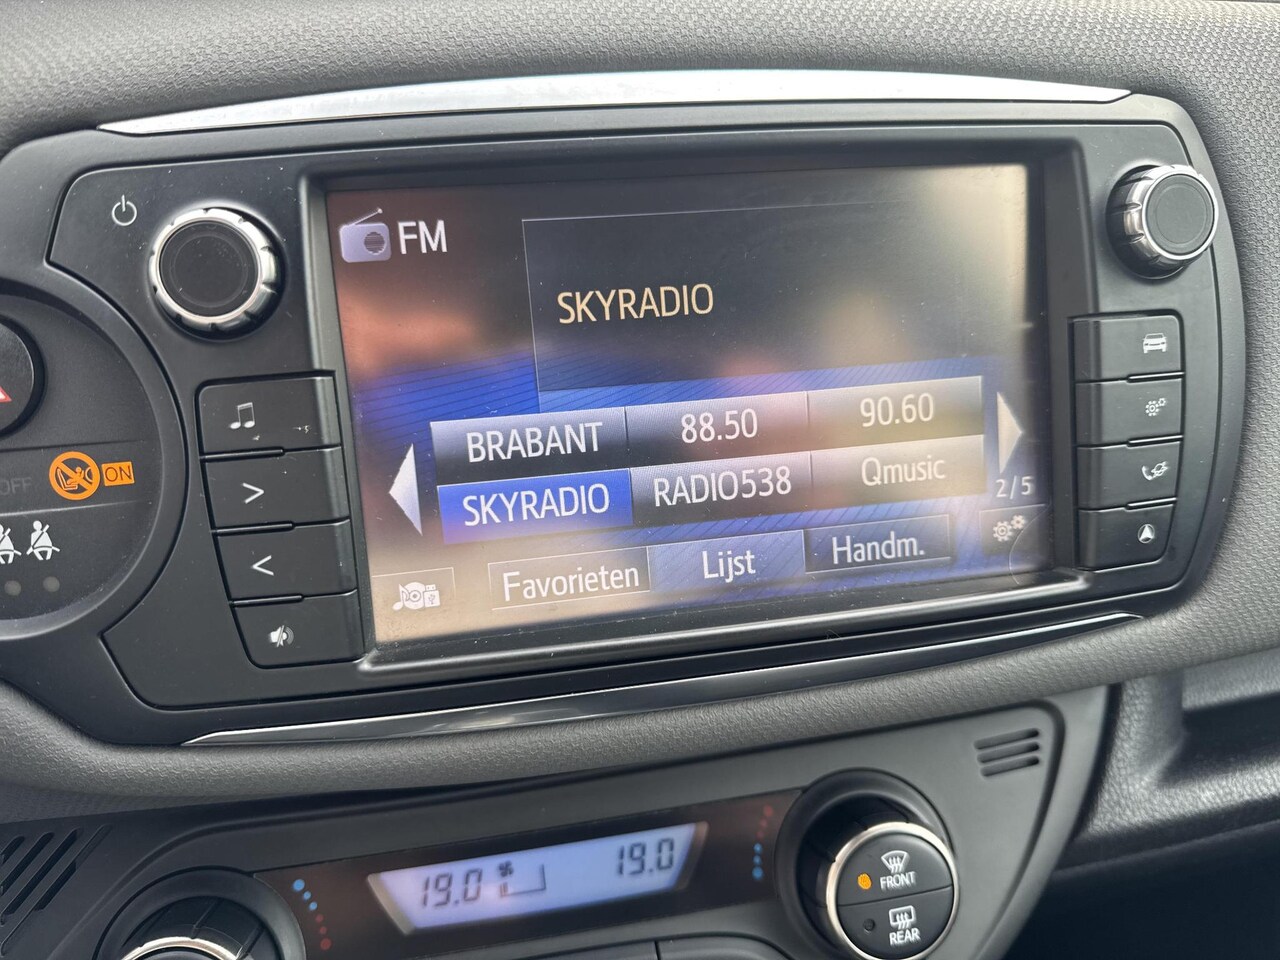 FM
SKYRADIO
BRABANT 88.50 90.60
SKYRADIO RADIO538 Qmusic
2/5
Favorieten Lijst Handm.
>
<
OFF ON
19.0 19.0
FRONT
REAR